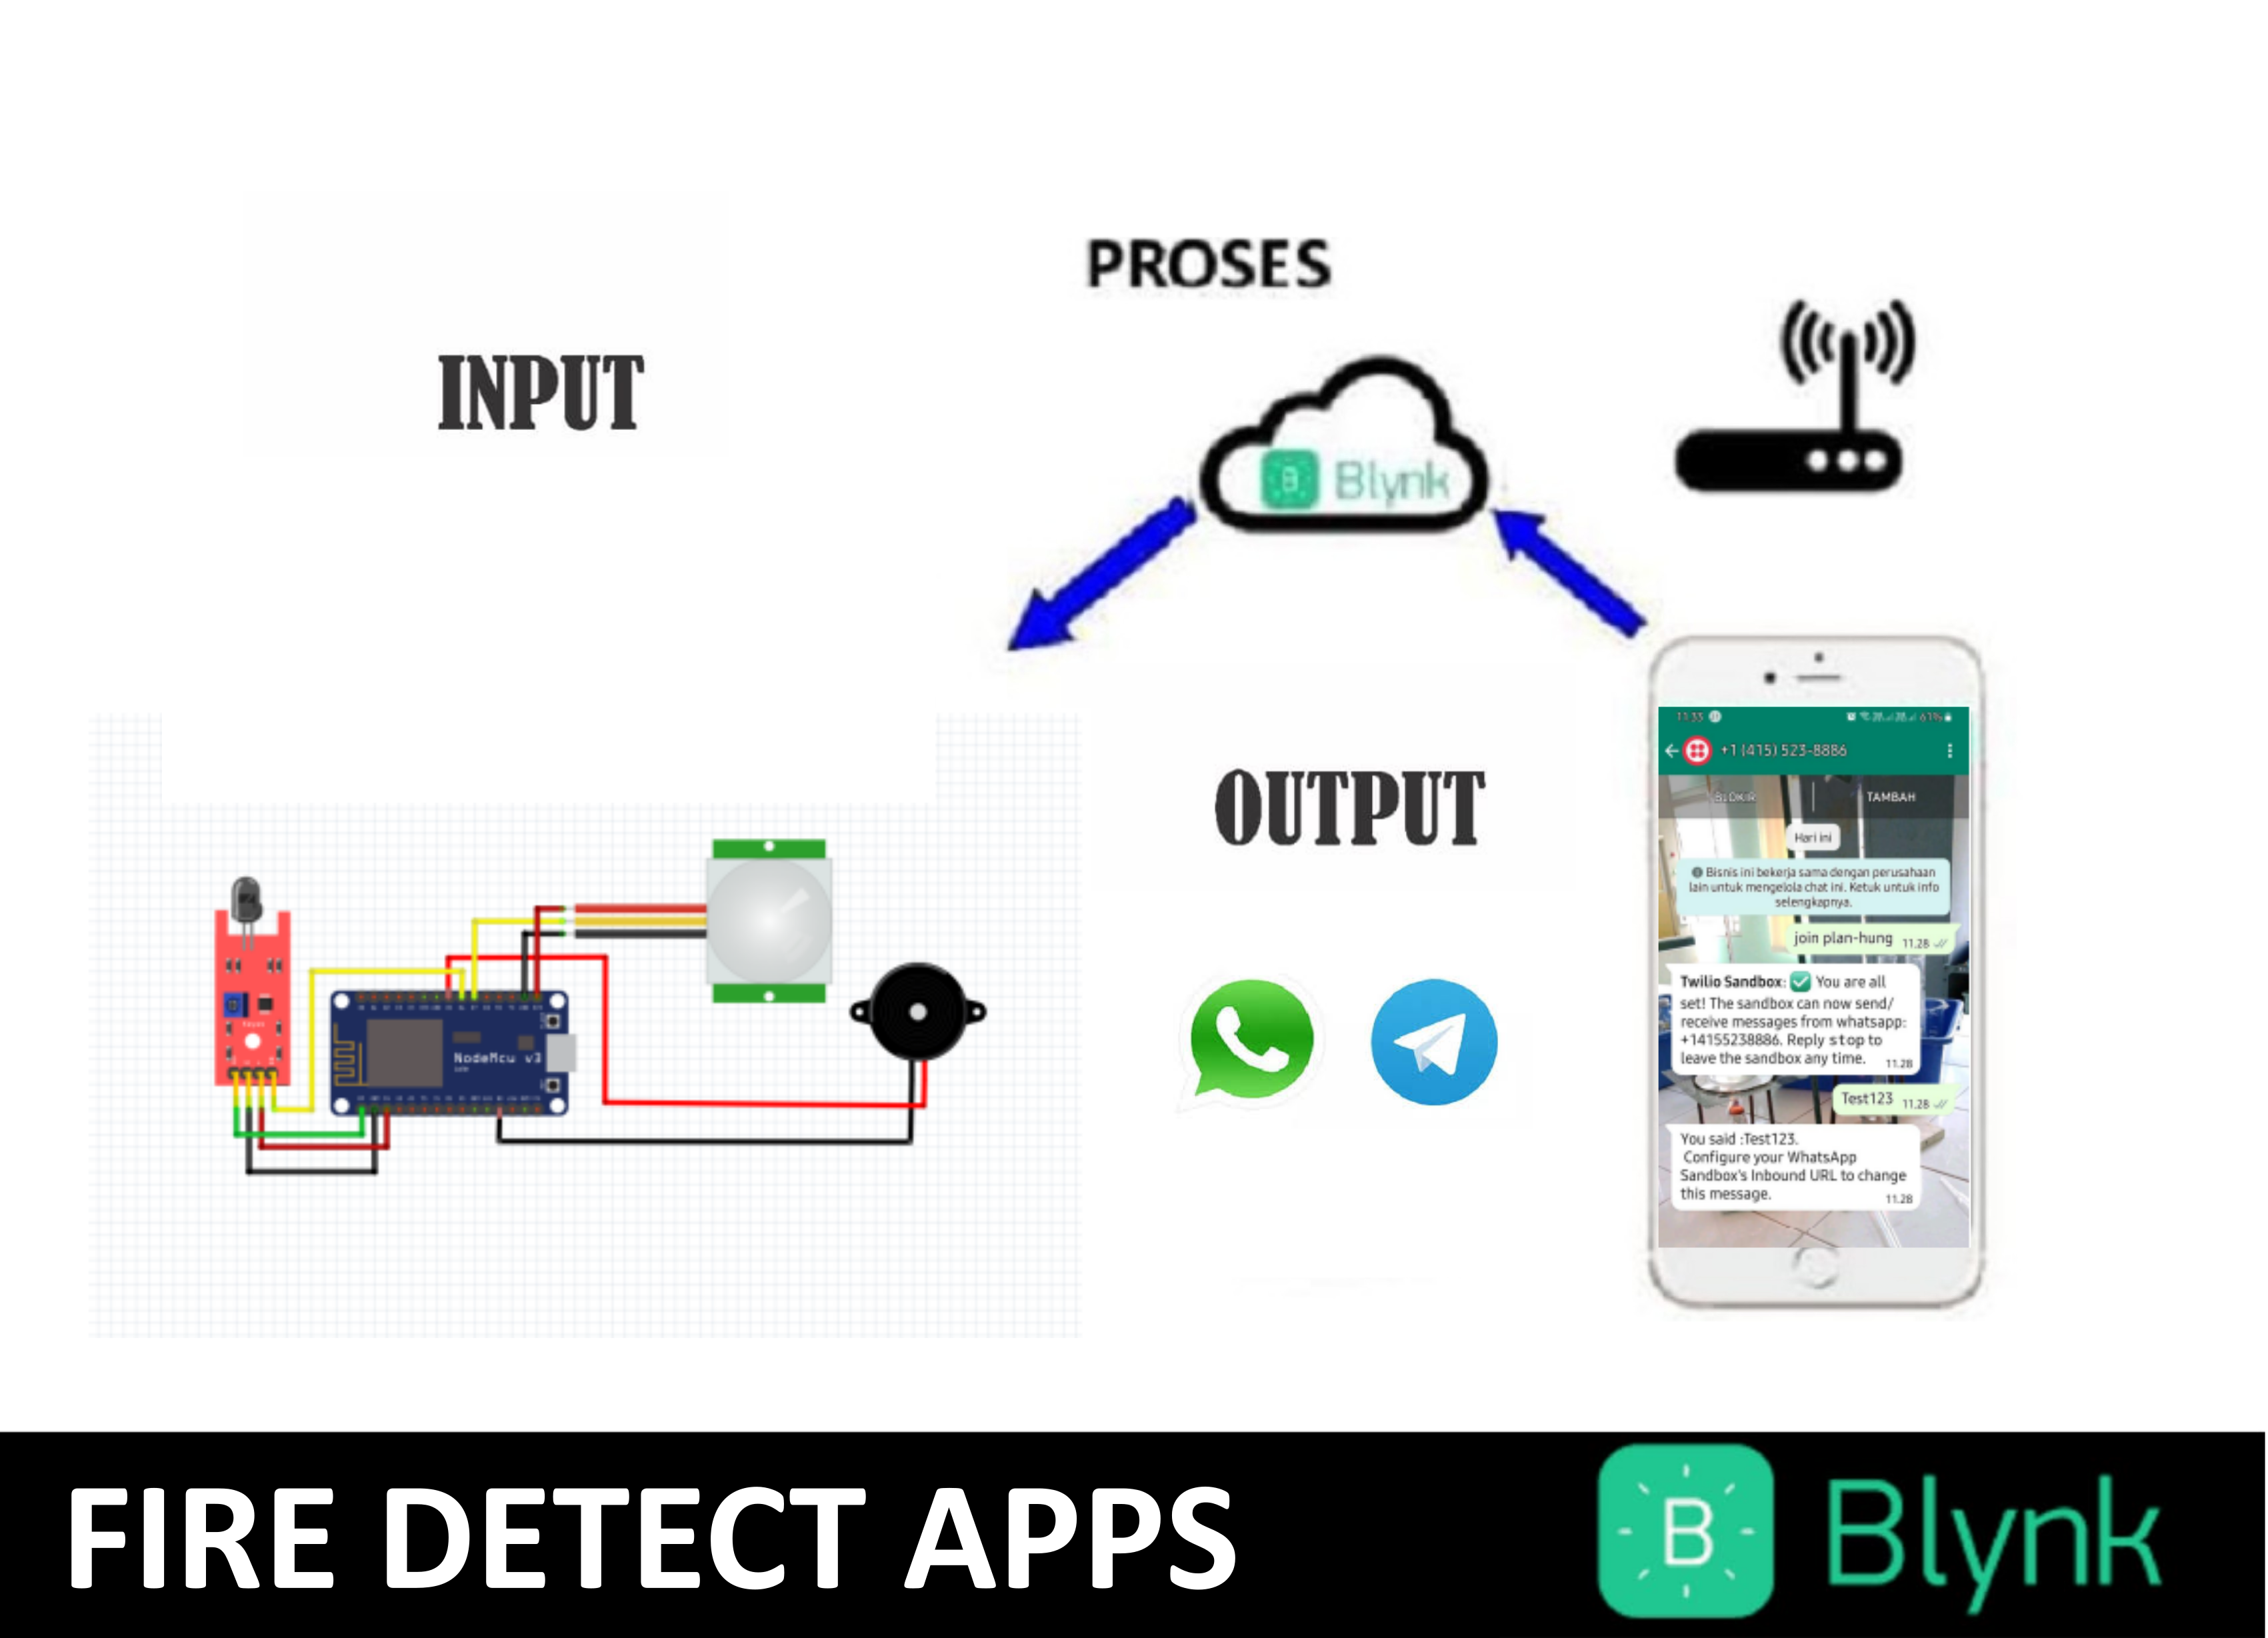 PROSES
INPUT
B Blynk
OUTPUT
NodeMcu v3
11:33
61%
+1 (415) 523-8886
BLOKIR
TAMBAH
Hari ini
Bisnis ini bekerja sama dengan perusahaan
lain untuk mengelola chat ini. Ketuk untuk info
selengkapnya.
join plan-hung 11.28
Twilio Sandbox: ✅ You are all
set! The sandbox can now send/
receive messages from whatsapp:
+14155238886. Reply stop to
leave the sandbox any time. 11.28
Test123 11.28
You said :Test123.
Configure your WhatsApp
Sandbox's Inbound URL to change
this message. 11.28
FIRE DETECT APPS
B Blynk